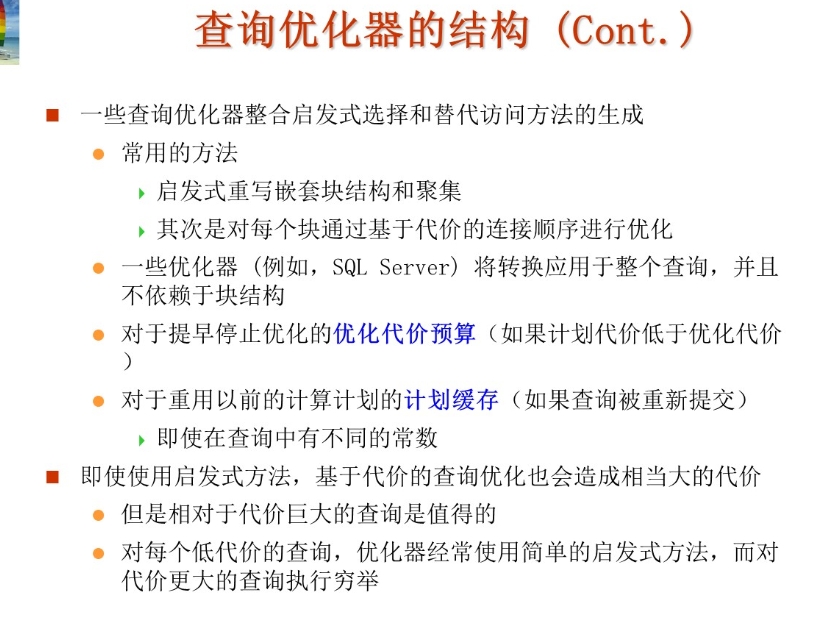 查询优化器的结构 (Cont.)
一些查询优化器整合启发式选择和替代访问方法的生成
常用的方法
启发式重写嵌套块结构和聚集
其次是对每个块通过基于代价的连接顺序进行优化
一些优化器 (例如, SQL Server) 将转换应用于整个查询，并且
不依赖于块结构
对于提早停止优化的优化代价预算（如果计划代价低于优化代价
）
对于重用以前的计算计划的计划缓存（如果查询被重新提交）
即使在查询中有不同的常数
即使使用启发式方法，基于代价的查询优化也会造成相当大的代价
但是相对于代价巨大的查询是值得的
对每个低代价的查询，优化器经常使用简单的启发式方法，而对
代价更大的查询执行穷举